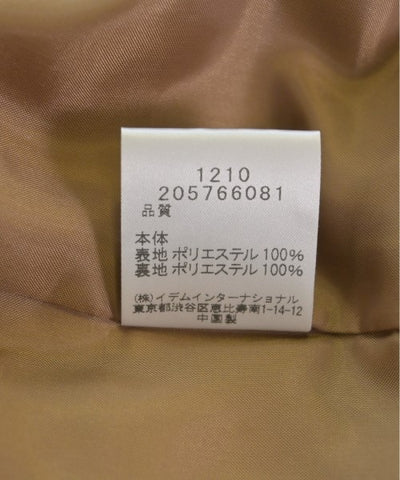 1210
205766081
品質
本体
表地 ポリエステル 100%
裏地 ポリエステル 100%
(株)イデムインターナショナル
東京都渋谷区恵比寿南1-14-12
中国製